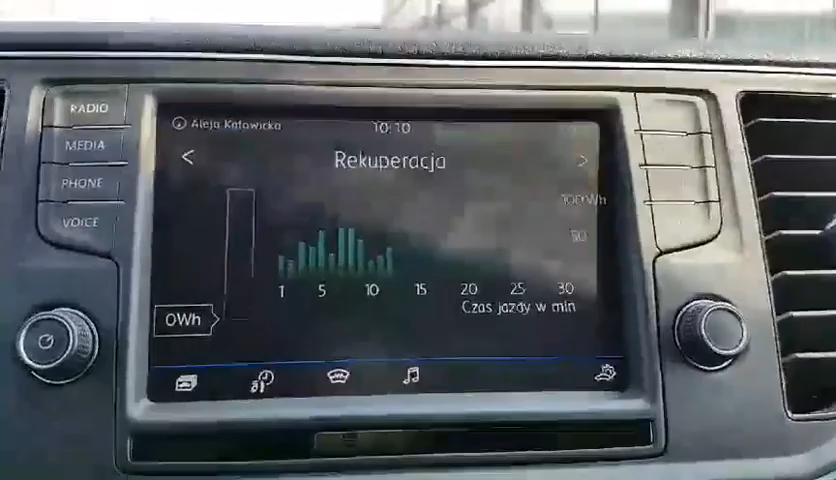 RADIO
MEDIA
PHONE
VOICE
Aleja Katowicka 10:10
< Rekuperacja >
100Wh
50
1 5 10 15 20 25 30
Czas jazdy w min
0Wh